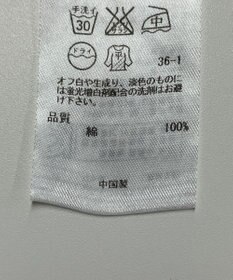 手洗イ
30
中
ドライ
36-1
オフ白や生成り、淡色のものに
は蛍光増白剤配合の洗剤はお避
け下さい。
品質
綿 100%
中国製